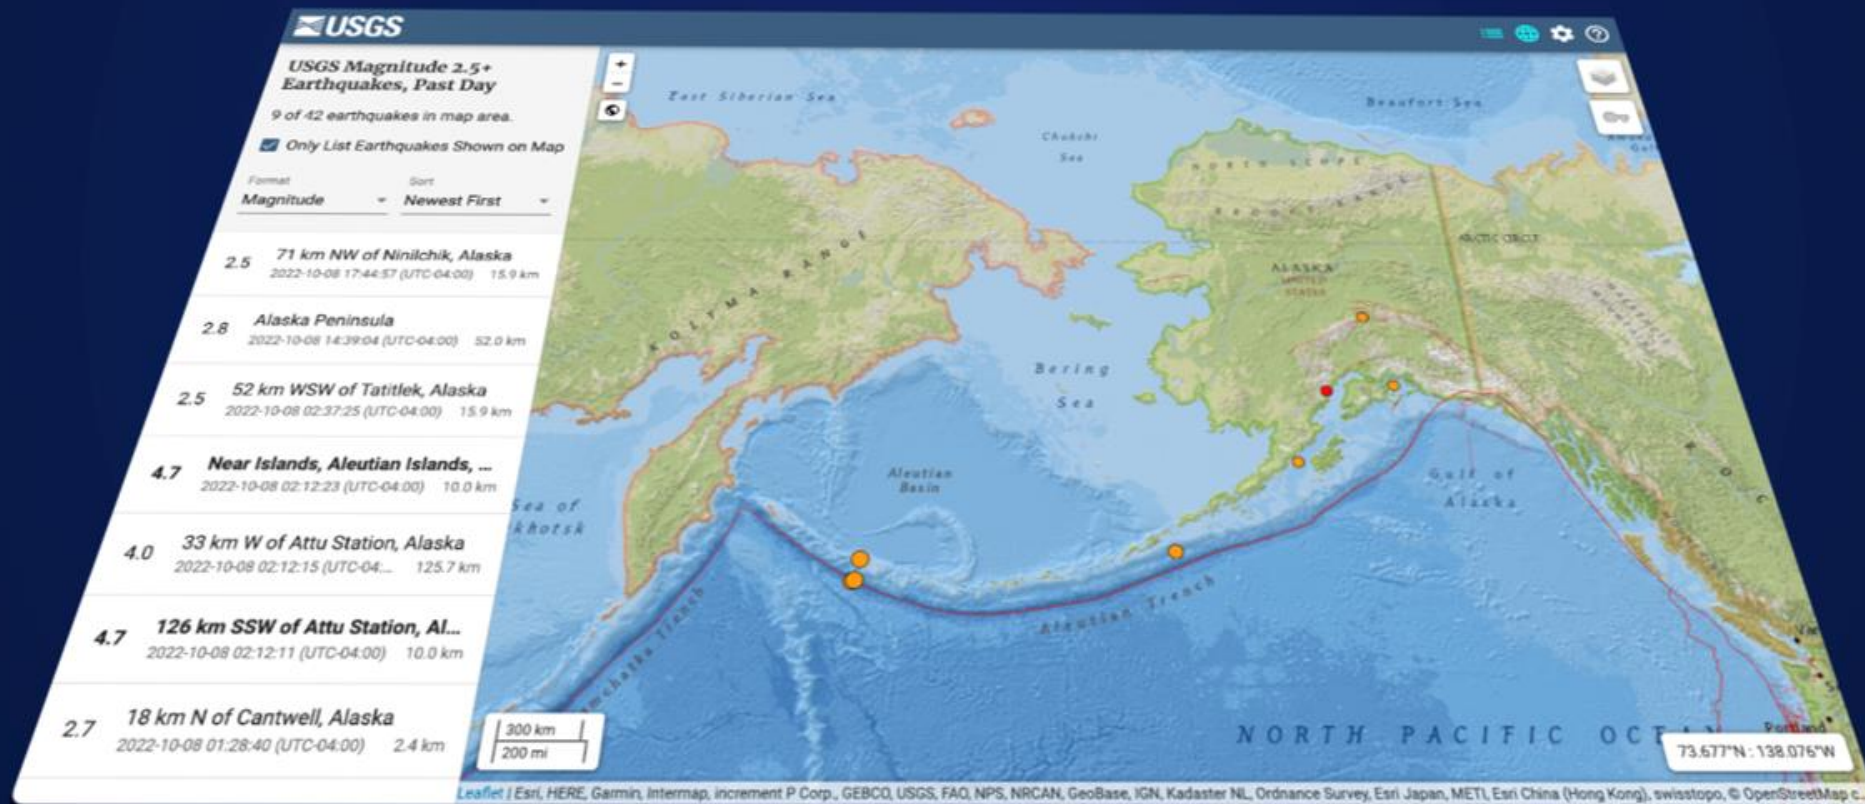 USGS
USGS Magnitude 2.5+
Earthquakes, Past Day
9 of 42 earthquakes in map area.
Only List Earthquakes Shown on Map
Format
Sort
Magnitude
Newest First
2.5
71 km NW of Ninilchik, Alaska
2022-10-08 17:44:57 (UTC-04:00) 15.9 km
2.8
Alaska Peninsula
2022-10-08 14:39:04 (UTC-04:00) 52.0 km
2.5
52 km WSW of Tatitlek, Alaska
2022-10-08 02:37:25 (UTC-04:00) 15.9 km
4.7
Near Islands, Aleutian Islands, ...
2022-10-08 02:12:23 (UTC-04:00) 10.0 km
4.0
33 km W of Attu Station, Alaska
2022-10-08 02:12:15 (UTC-04:... 125.7 km
4.7
126 km SSW of Attu Station, Al...
2022-10-08 02:12:11 (UTC-04:00) 10.0 km
2.7
18 km N of Cantwell, Alaska
2022-10-08 01:28:40 (UTC-04:00) 2.4 km
+
−
East Siberian Sea
Chukchi
Sea
Beaufort Sea
NORTH SLOPE
BROOKS RANGE
ARCTIC CIRCLE
ALASKA
UNITED
STATES
KOLYMA RANGE
Bering
Sea
Aleutian
Basin
Sea of
khotsk
Gulf of
Alaska
Aleutian Trench
amchatka Trench
NORTH PACIFIC OCEAN
Portland
300 km
200 mi
73.677°N : 138.076°W
Leaflet | Esri, HERE, Garmin, Intermap, increment P Corp., GEBCO, USGS, FAO, NPS, NRCAN, GeoBase, IGN, Kadaster NL, Ordnance Survey, Esri Japan, METI, Esri China (Hong Kong), swisstopo, © OpenStreetMap c